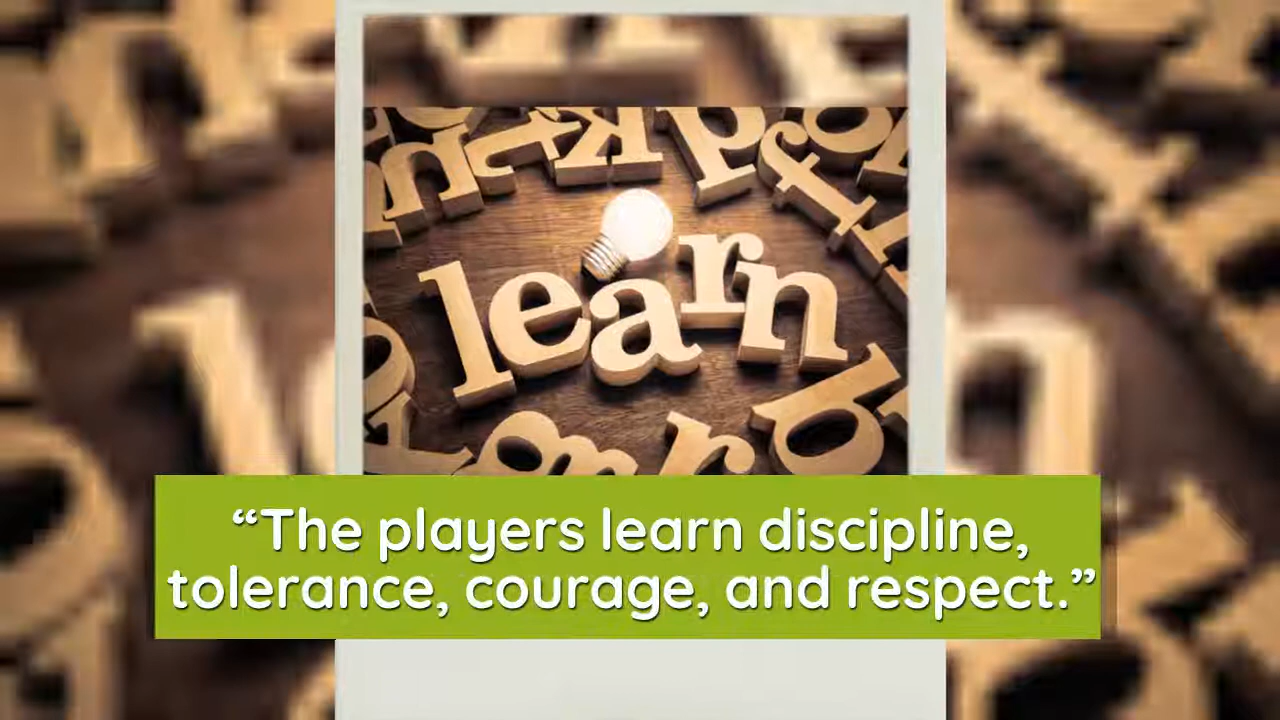 learn
“The players learn discipline,
tolerance, courage, and respect.”